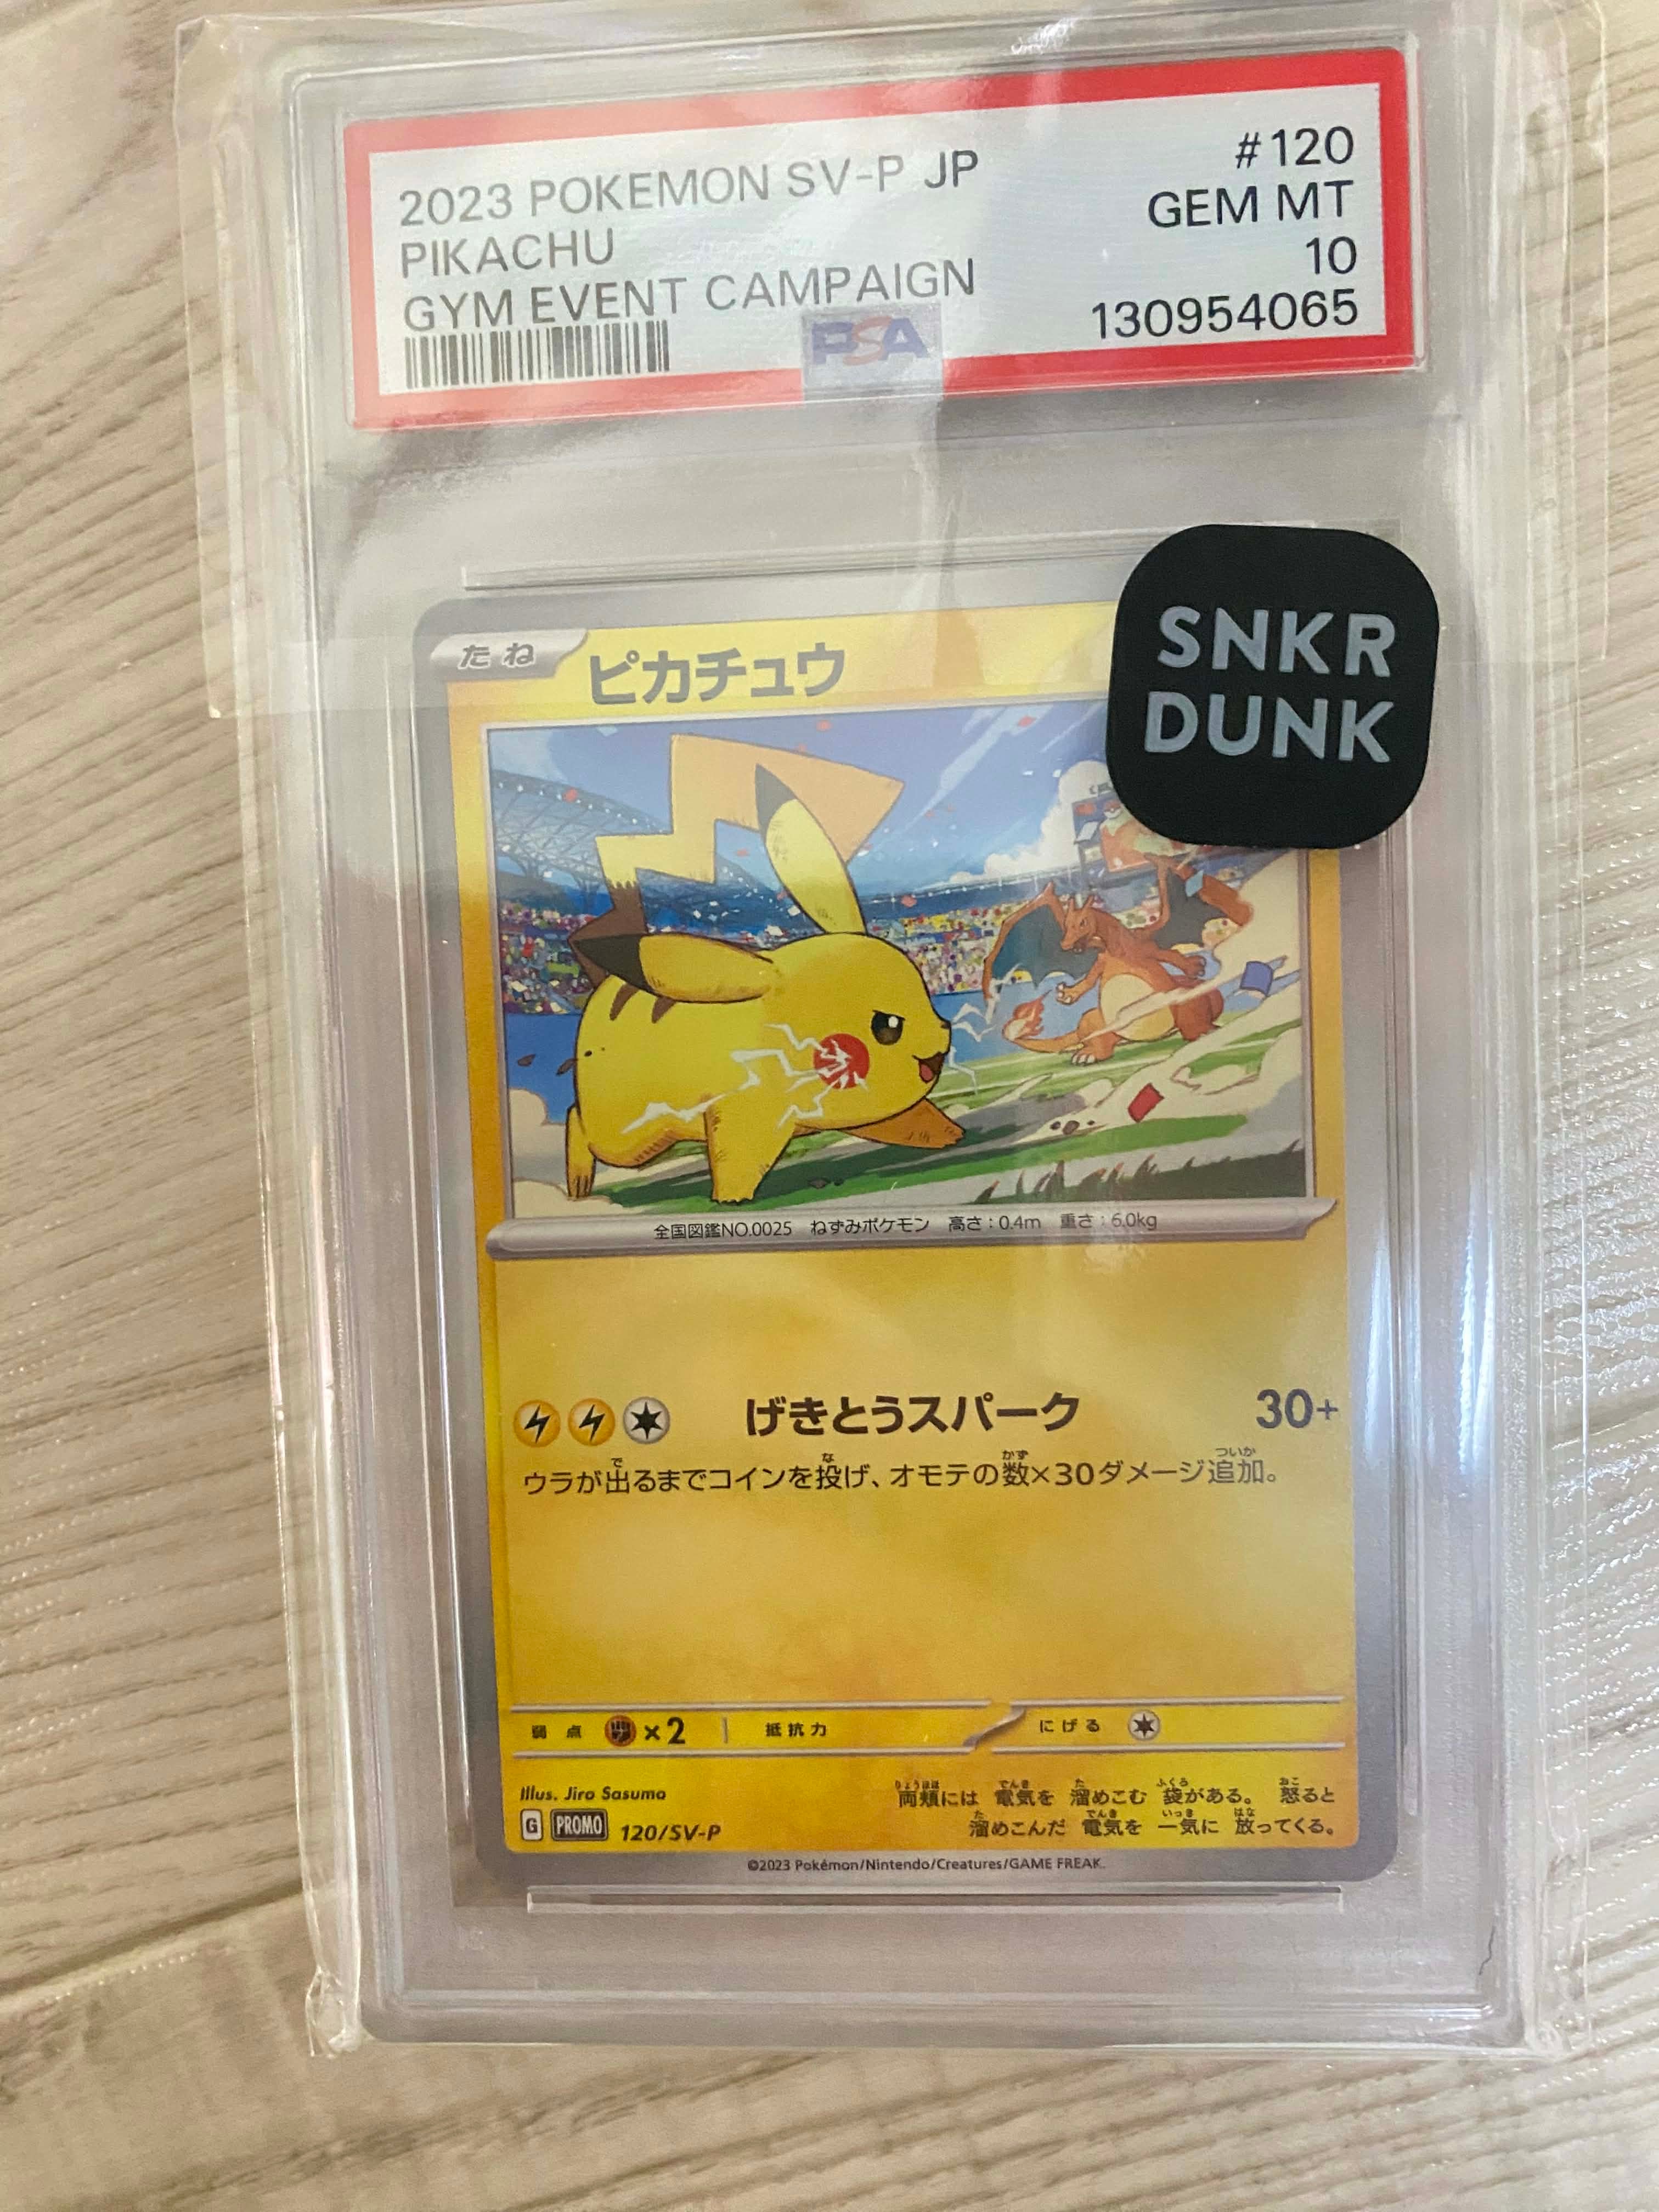 2023 POKEMON SV-P JP
PIKACHU
GYM EVENT CAMPAIGN
#120
GEM MT
10
130954065
PSA
SNKR
DUNK
たね
ピカチュウ
全国図鑑NO.0025 ねずみポケモン 高さ:0.4m 重さ:6.0kg
げきとうスパーク 30+
ウラが出るまでコインを投げ、オモテの数×30ダメージ追加。
弱点 ×2 抵抗力 にげる
Illus. Jiro Sasumo
両頬には 電気を 溜めこむ 袋がある。 怒ると
溜めこんだ 電気を 一気に 放ってくる。
G PROMO 120/SV-P
©2023 Pokémon/Nintendo/Creatures/GAME FREAK.